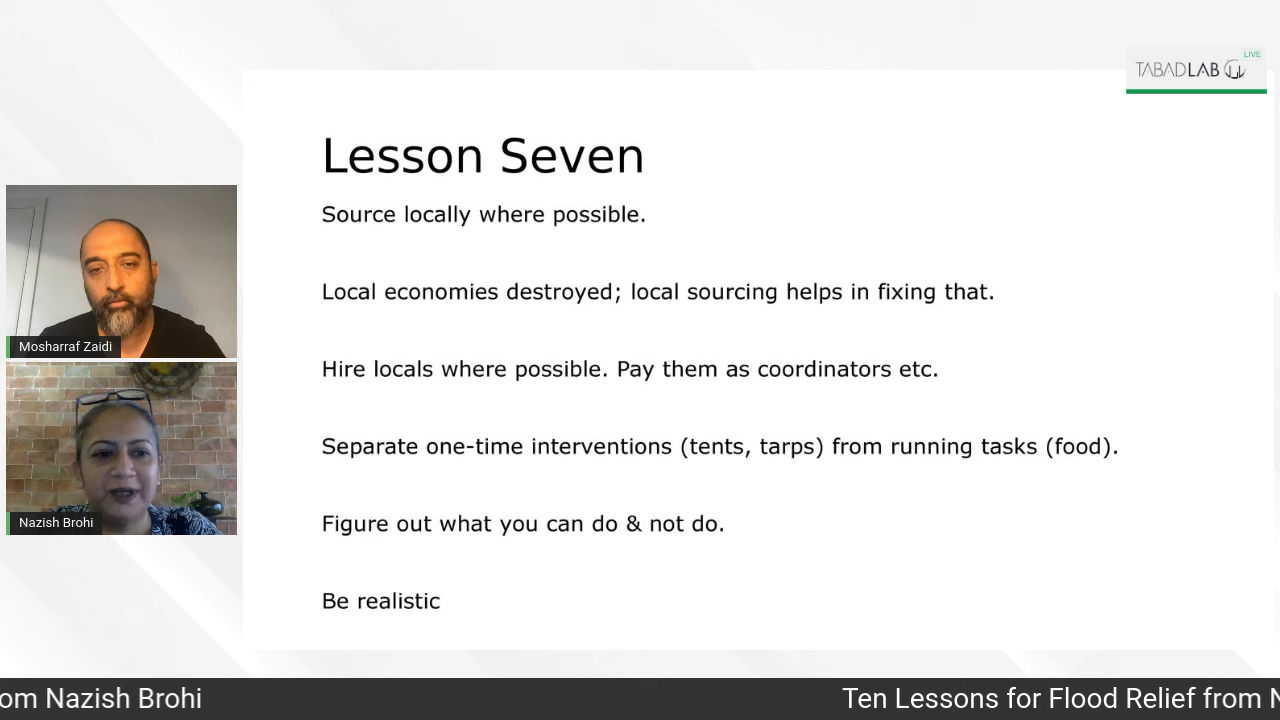 LIVE
TABADLAB
Lesson Seven
Source locally where possible.
Local economies destroyed; local sourcing helps in fixing that.
Hire locals where possible. Pay them as coordinators etc.
Separate one-time interventions (tents, tarps) from running tasks (food).
Figure out what you can do & not do.
Be realistic
Mosharraf Zaidi
Nazish Brohi
om Nazish Brohi
Ten Lessons for Flood Relief from N